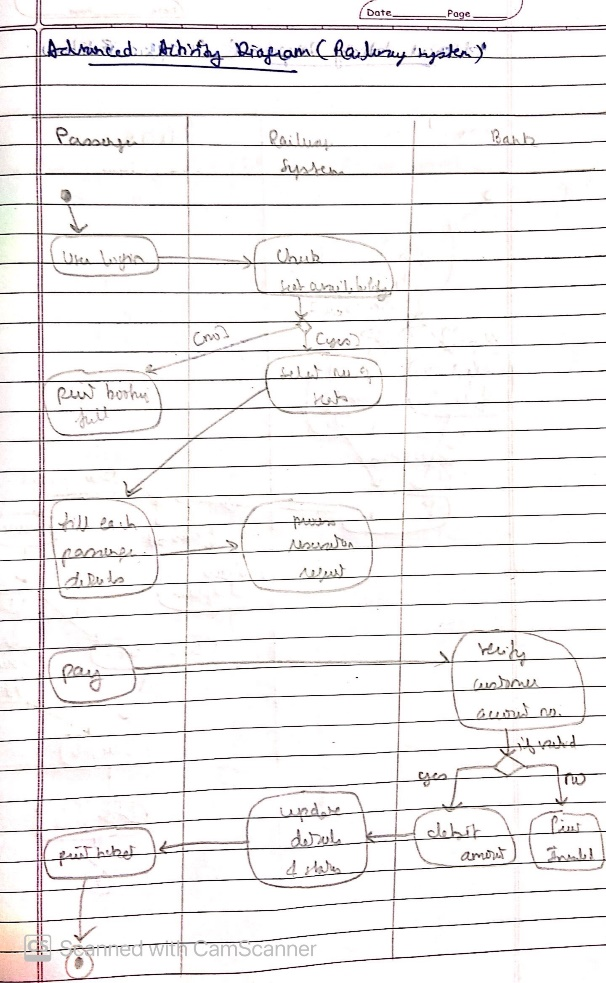 Date Page
Advanced Activity Diagram (Railway System)
Passenger Railway Bank
System
User login
Check
seat availability
(no) (yes)
print booking
full
select no of
seats
fill each
passenger
details
process
reservation
request
pay
verify
customer
account no.
if valid
yes no
update
details
& status
debit
amount
Print
Invalid
print ticket
CS Scanned with CamScanner